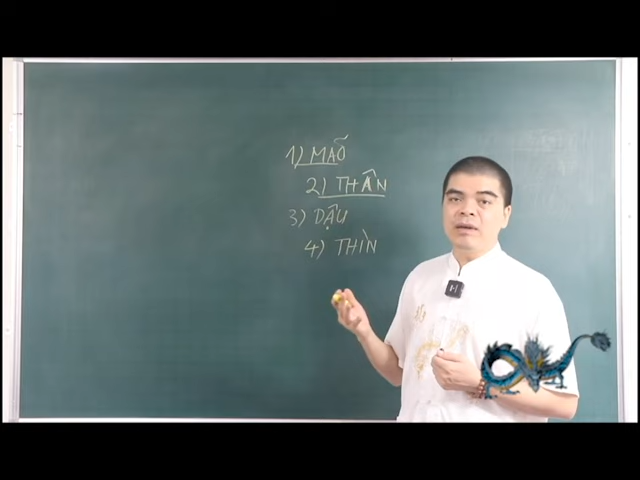 1) MÃO
2) THÂN
3) DẬU
4) THÌN